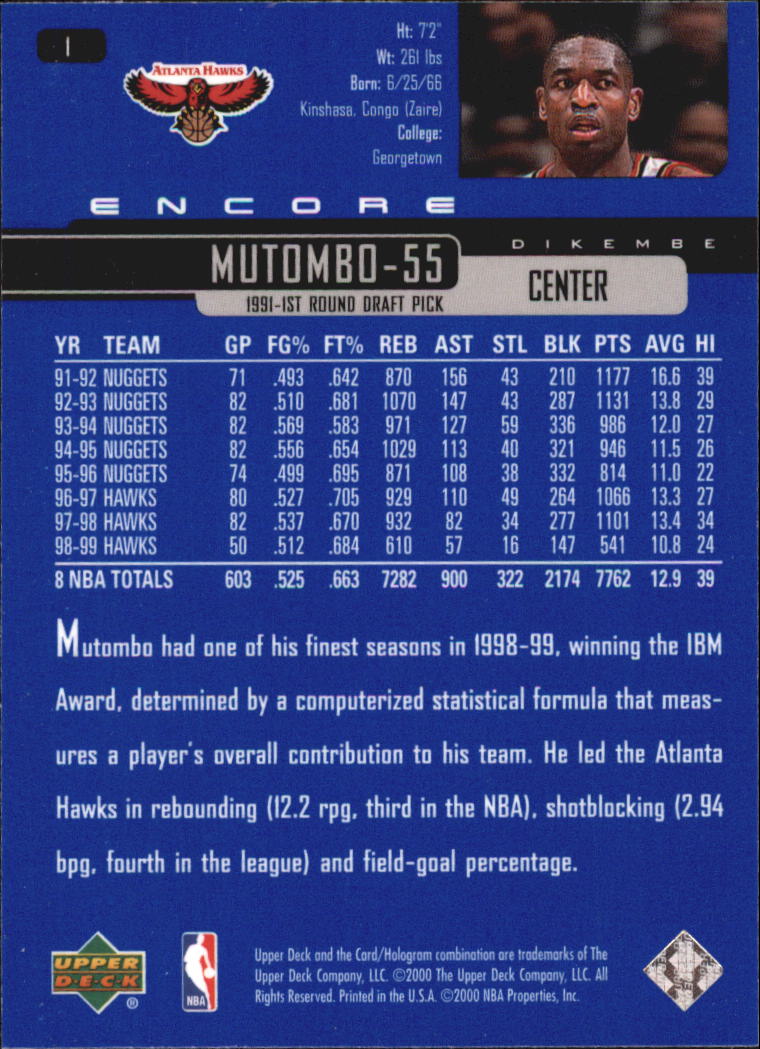 1
ATLANTA HAWKS
Ht: 7'2"
Wt: 261 lbs
Born: 6/25/66
Kinshasa, Congo (Zaire)
College:
Georgetown
ENCORE
DIKEMBE
MUTOMBO-55
CENTER
1991-1ST ROUND DRAFT PICK
YR TEAM GP FG% FT% REB AST STL BLK PTS AVG HI
91-92 NUGGETS 71 .493 .642 870 156 43 210 1177 16.6 39
92-93 NUGGETS 82 .510 .681 1070 147 43 287 1131 13.8 29
93-94 NUGGETS 82 .569 .583 971 127 59 336 986 12.0 27
94-95 NUGGETS 82 .556 .654 1029 113 40 321 946 11.5 26
95-96 NUGGETS 74 .499 .695 871 108 38 332 814 11.0 22
96-97 HAWKS 80 .527 .705 929 110 49 264 1066 13.3 27
97-98 HAWKS 82 .537 .670 932 82 34 277 1101 13.4 34
98-99 HAWKS 50 .512 .684 610 57 16 147 541 10.8 24
8 NBA TOTALS 603 .525 .663 7282 900 322 2174 7762 12.9 39
Mutombo had one of his finest seasons in 1998-99, winning the IBM
Award, determined by a computerized statistical formula that meas-
ures a player's overall contribution to his team. He led the Atlanta
Hawks in rebounding (12.2 rpg, third in the NBA), shotblocking (2.94
bpg, fourth in the league) and field-goal percentage.
UPPER
DECK
®
NBA
Upper Deck and the Card/Hologram combination are trademarks of The
Upper Deck Company, LLC. ©2000 The Upper Deck Company, LLC. All
Rights Reserved. Printed in the U.S.A. ©2000 NBA Properties, Inc.